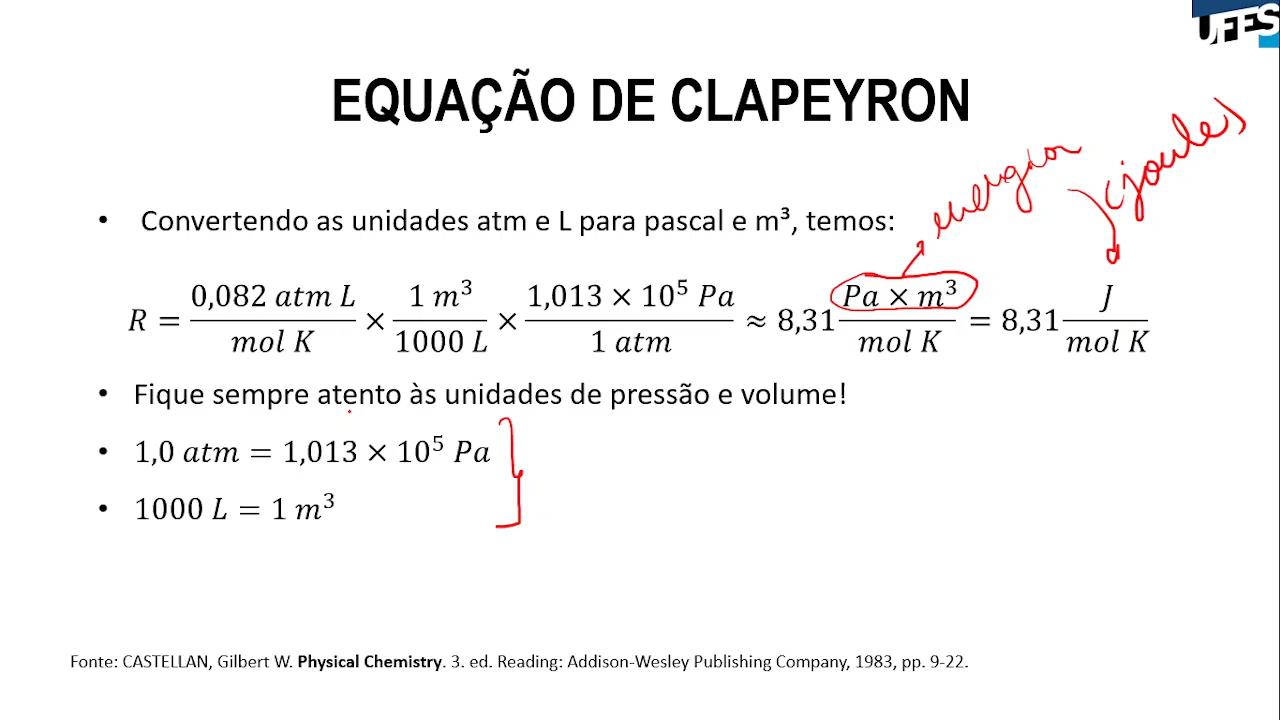 UFES
EQUAÇÃO DE CLAPEYRON
(joules)
• Convertendo as unidades atm e L para pascal e m³, temos:
R = 0,082 atm L / mol K × 1 m³ / 1000 L × 1,013 × 10⁵ Pa / 1 atm ≈ 8,31 Pa × m³ / mol K = 8,31 J / mol K
• Fique sempre atento às unidades de pressão e volume!
• 1,0 atm = 1,013 × 10⁵ Pa
• 1000 L = 1 m³
Fonte: CASTELLAN, Gilbert W. Physical Chemistry. 3. ed. Reading: Addison-Wesley Publishing Company, 1983, pp. 9-22.